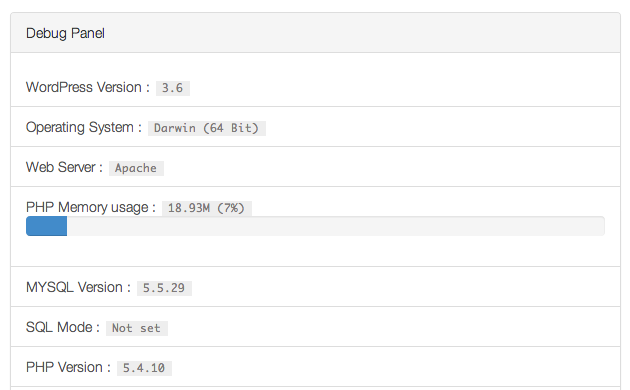 Debug Panel
WordPress Version : 3.6
Operating System : Darwin (64 Bit)
Web Server : Apache
PHP Memory usage : 18.93M (7%)
MYSQL Version : 5.5.29
SQL Mode : Not set
PHP Version : 5.4.10